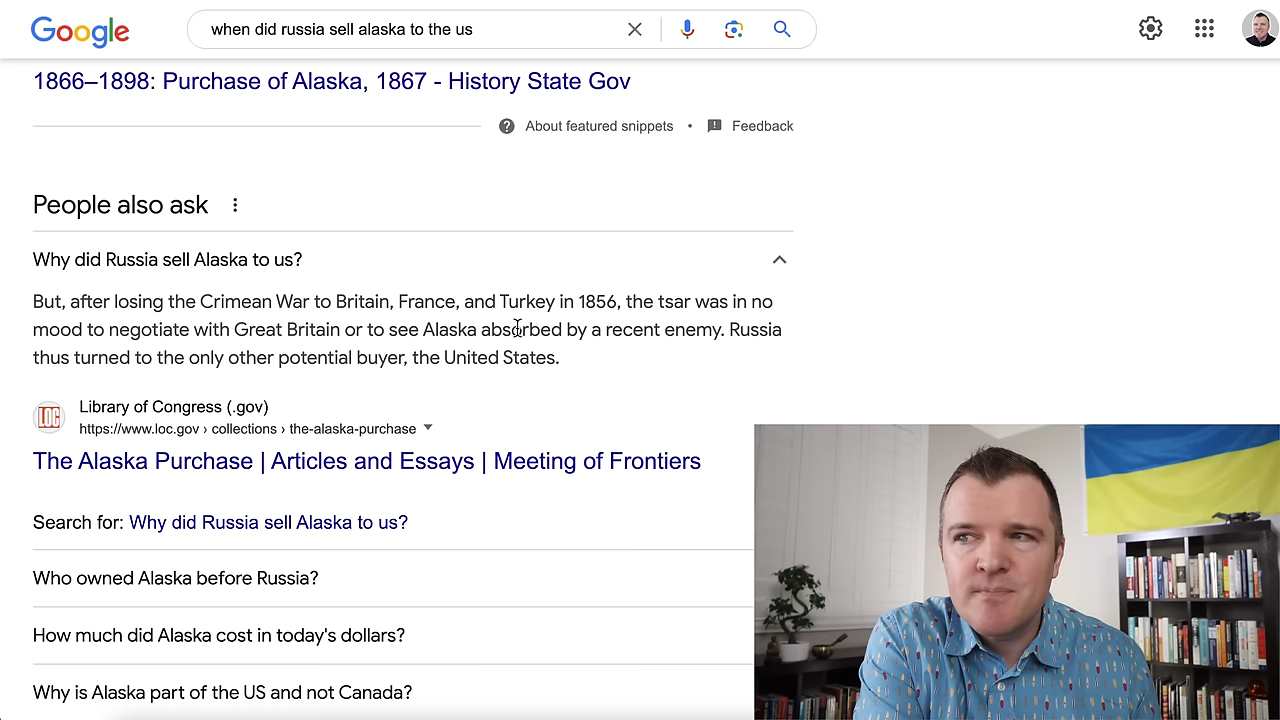 Google
when did russia sell alaska to the us
1866–1898: Purchase of Alaska, 1867 - History State Gov
About featured snippets • Feedback
People also ask
Why did Russia sell Alaska to us?
But, after losing the Crimean War to Britain, France, and Turkey in 1856, the tsar was in no
mood to negotiate with Great Britain or to see Alaska absorbed by a recent enemy. Russia
thus turned to the only other potential buyer, the United States.
LOC
Library of Congress (.gov)
https://www.loc.gov › collections › the-alaska-purchase
The Alaska Purchase | Articles and Essays | Meeting of Frontiers
Search for: Why did Russia sell Alaska to us?
Who owned Alaska before Russia?
How much did Alaska cost in today's dollars?
Why is Alaska part of the US and not Canada?